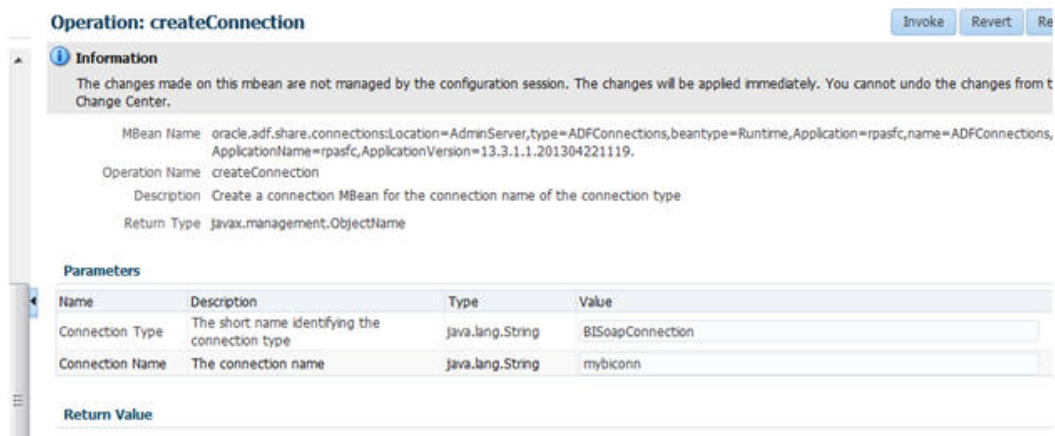 Operation: createConnection
Invoke Revert Re
Information
The changes made on this mbean are not managed by the configuration session. The changes will be applied immediately. You cannot undo the changes from t
Change Center.
MBean Name oracle.adf.share.connections:Location=AdminServer,type=ADFConnections,beantype=Runtime,Application=rpasfc,name=ADFConnections,
ApplicationName=rpasfc,ApplicationVersion=13.3.1.1.201304221119.
Operation Name createConnection
Description Create a connection MBean for the connection name of the connection type
Return Type javax.management.ObjectName
Parameters
Name Description Type Value
Connection Type The short name identifying the java.lang.String BISoapConnection
connection type
Connection Name The connection name java.lang.String mybiconn
Return Value